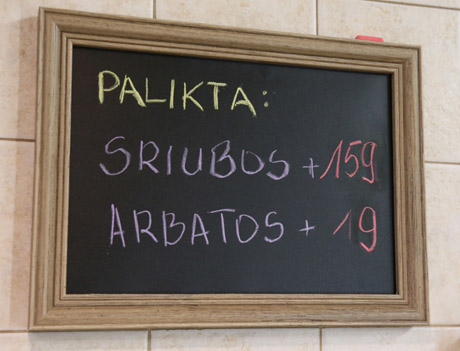 PALIKTA:
SRIUBOS +159
ARBATOS + 19